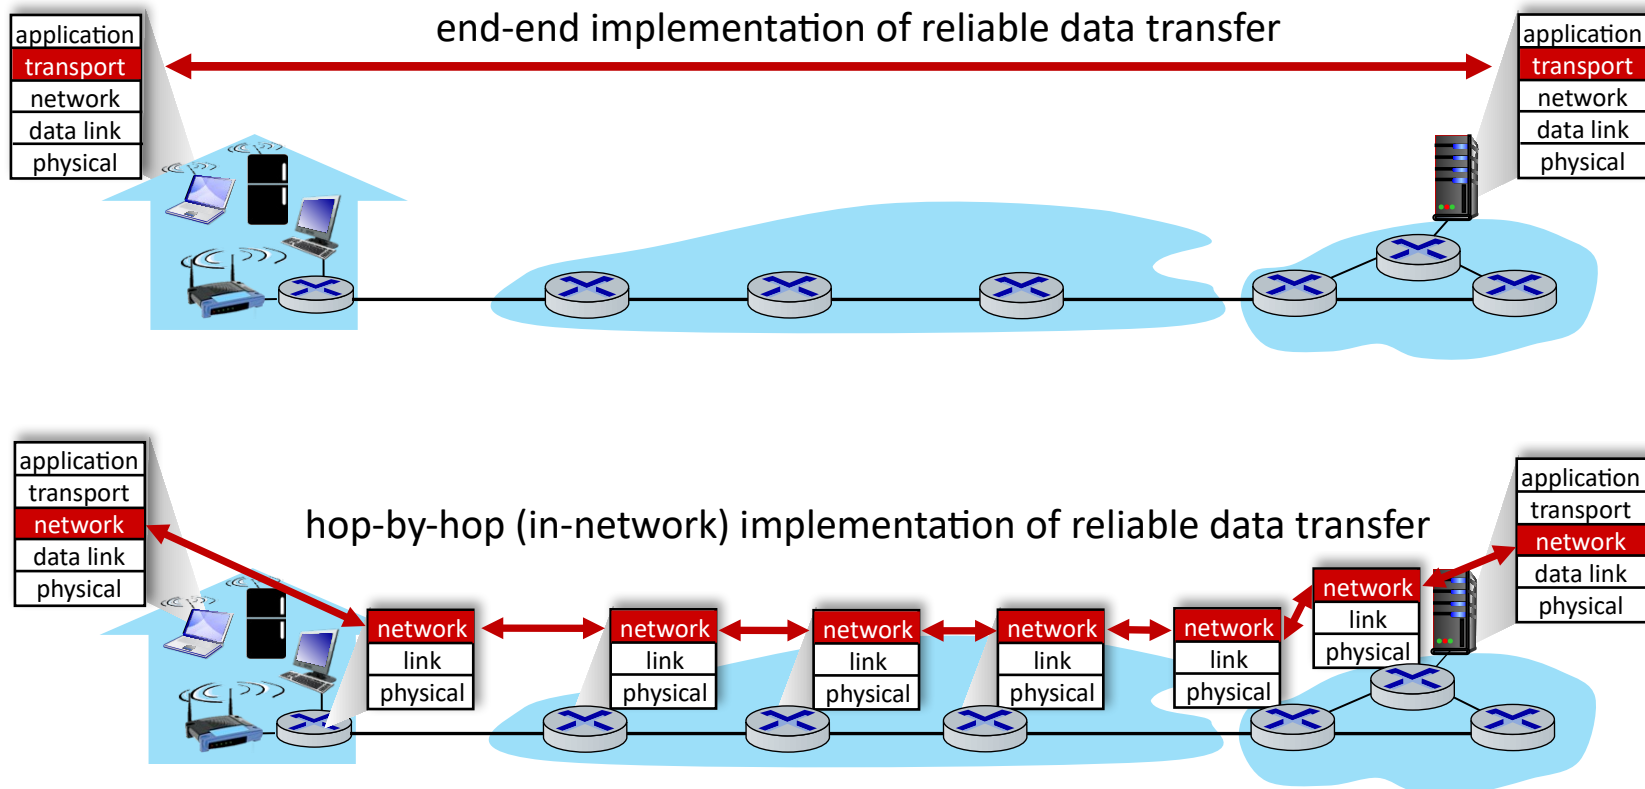 end-end implementation of reliable data transfer
application
transport
network
data link
physical
application
transport
network
data link
physical
hop-by-hop (in-network) implementation of reliable data transfer
application
transport
network
data link
physical
network
link
physical
network
link
physical
network
link
physical
network
link
physical
network
link
physical
network
link
physical
application
transport
network
data link
physical